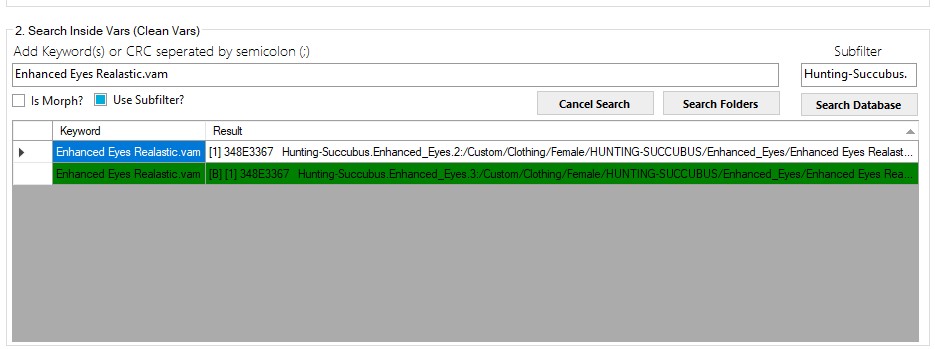 2. Search Inside Vars (Clean Vars)
Add Keyword(s) or CRC seperated by semicolon (;)
Subfilter
Enhanced Eyes Realastic.vam
Hunting-Succubus.
Is Morph?
Use Subfilter?
Cancel Search
Search Folders
Search Database
Keyword
Result
Enhanced Eyes Realastic.vam
[1] 348E3367 Hunting-Succubus.Enhanced_Eyes.2:/Custom/Clothing/Female/HUNTING-SUCCUBUS/Enhanced_Eyes/Enhanced Eyes Realast...
Enhanced Eyes Realastic.vam
[B] [1] 348E3367 Hunting-Succubus.Enhanced_Eyes.3:/Custom/Clothing/Female/HUNTING-SUCCUBUS/Enhanced_Eyes/Enhanced Eyes Rea...